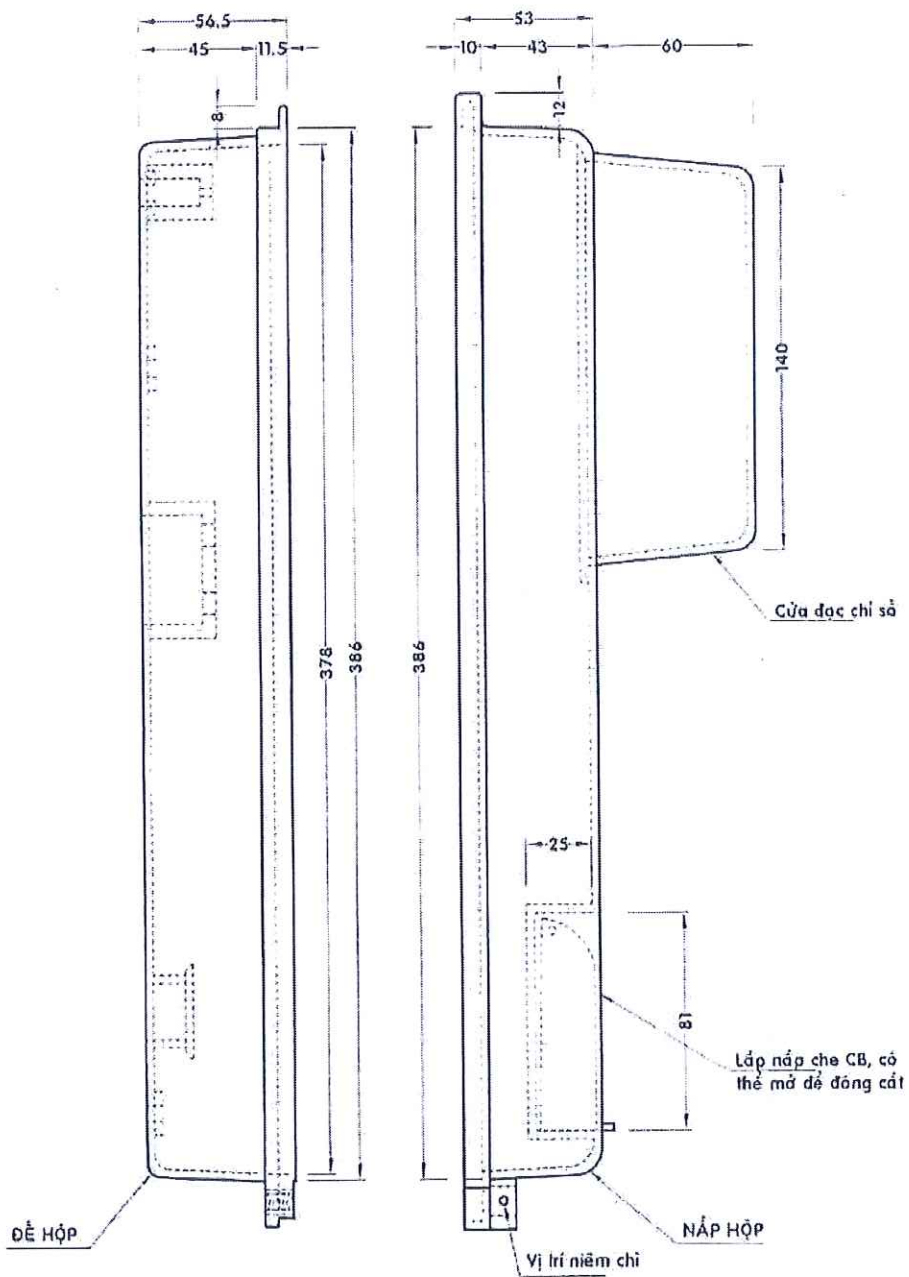 56,5
53
45
11,5
10
43
60
8
12
140
Cửa đọc chỉ số
378
386
386
25
81
Lắp nắp che CB, có
thể mở để đóng cắt
ĐẾ HỘP
NẮP HỘP
Vị trí niêm chì